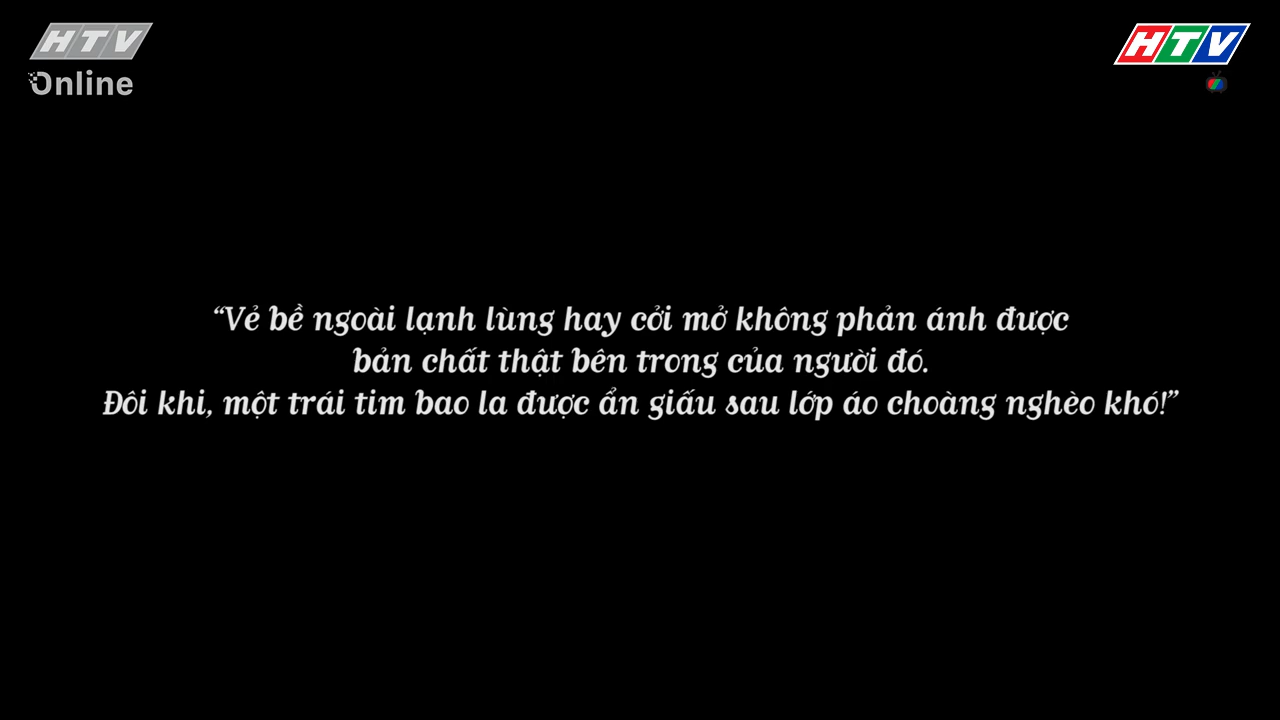 HTV
Online
HTV
“Vẻ bề ngoài lạnh lùng hay cởi mở không phản ánh được
bản chất thật bên trong của người đó.
Đôi khi, một trái tim bao la được ẩn giấu sau lớp áo choàng nghèo khó!”